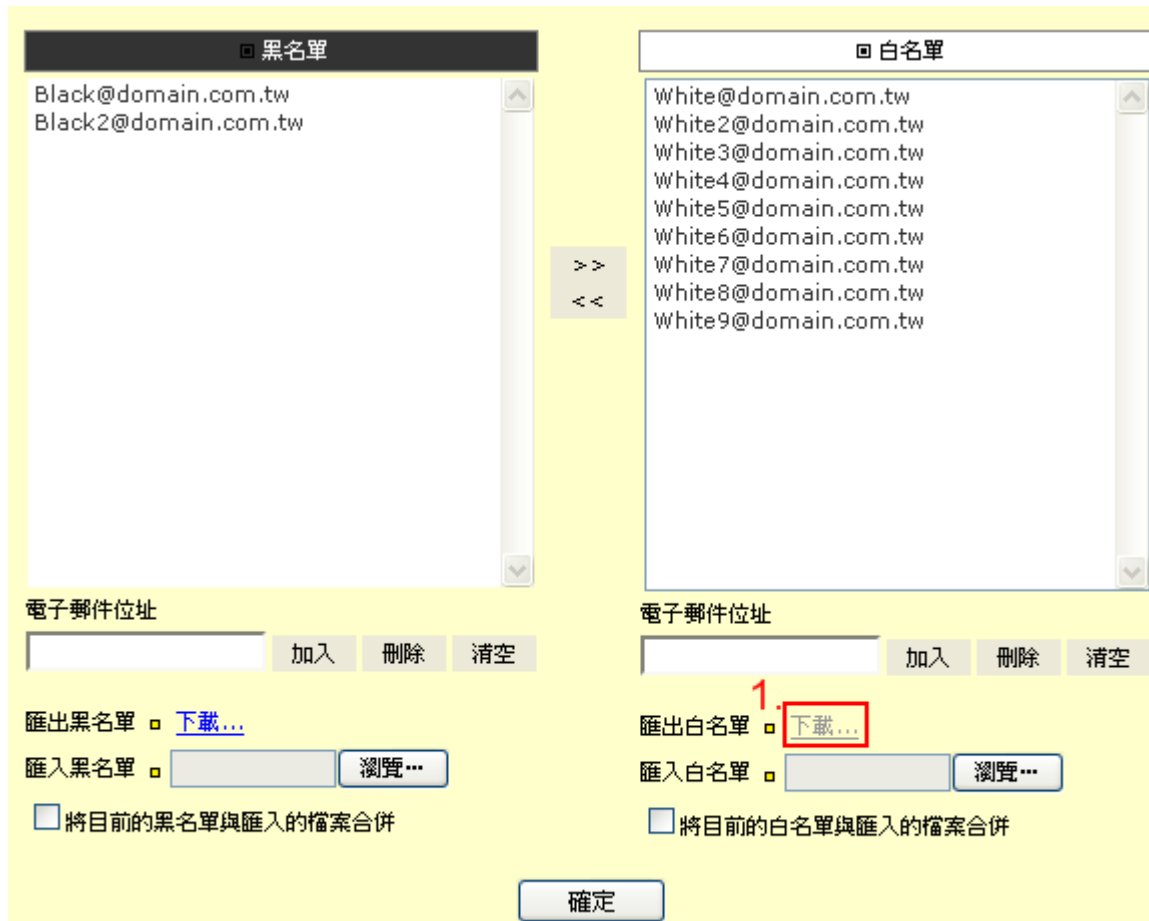 黑名單
Black@domain.com.tw
Black2@domain.com.tw
電子郵件位址
加入 刪除 清空
匯出黑名單 下載...
匯入黑名單 瀏覽...
將目前的黑名單與匯入的檔案合併
>>
<<
白名單
White@domain.com.tw
White2@domain.com.tw
White3@domain.com.tw
White4@domain.com.tw
White5@domain.com.tw
White6@domain.com.tw
White7@domain.com.tw
White8@domain.com.tw
White9@domain.com.tw
電子郵件位址
加入 刪除 清空
1.
匯出白名單 下載...
匯入白名單 瀏覽...
將目前的白名單與匯入的檔案合併
確定